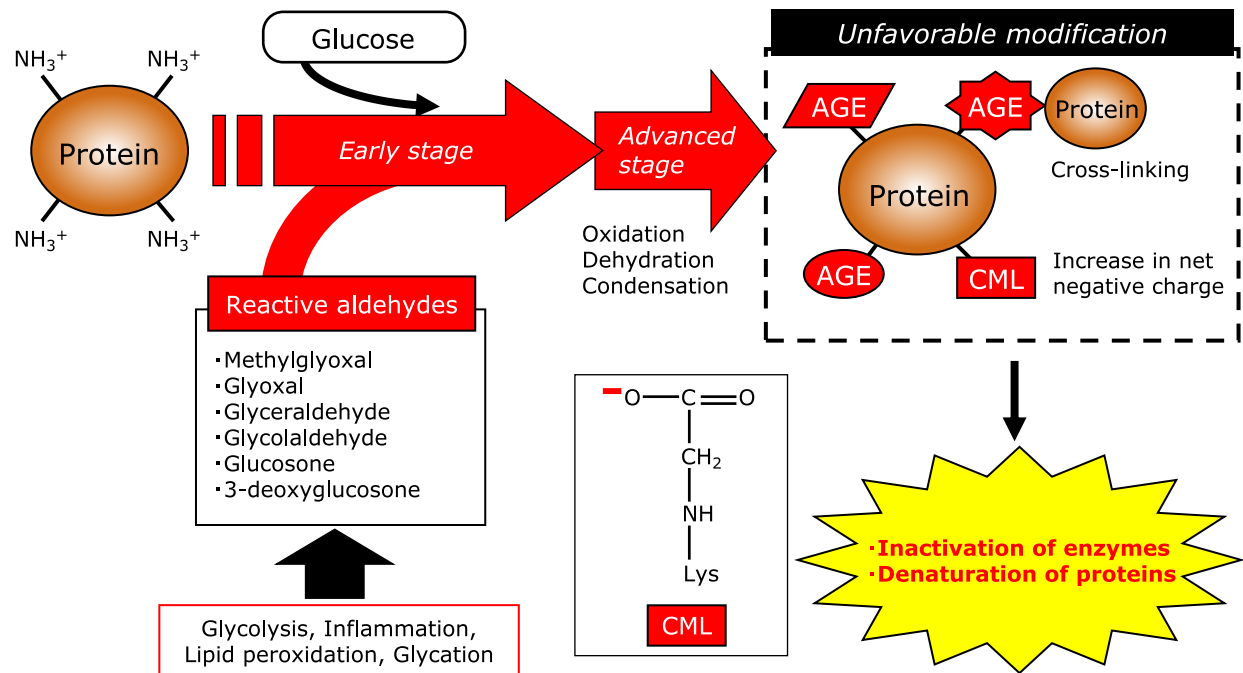 NH₃⁺
NH₃⁺
Protein
NH₃⁺
NH₃⁺
Glucose
Early stage
Advanced
stage
Oxidation
Dehydration
Condensation
Reactive aldehydes
·Methylglyoxal
·Glyoxal
·Glyceraldehyde
·Glycolaldehyde
·Glucosone
·3-deoxyglucosone
Glycolysis, Inflammation,
Lipid peroxidation, Glycation
Unfavorable modification
AGE
AGE
Protein
Cross-linking
Protein
AGE
CML
Increase in net
negative charge
−O—C=O
CH₂
NH
Lys
CML
·Inactivation of enzymes
·Denaturation of proteins